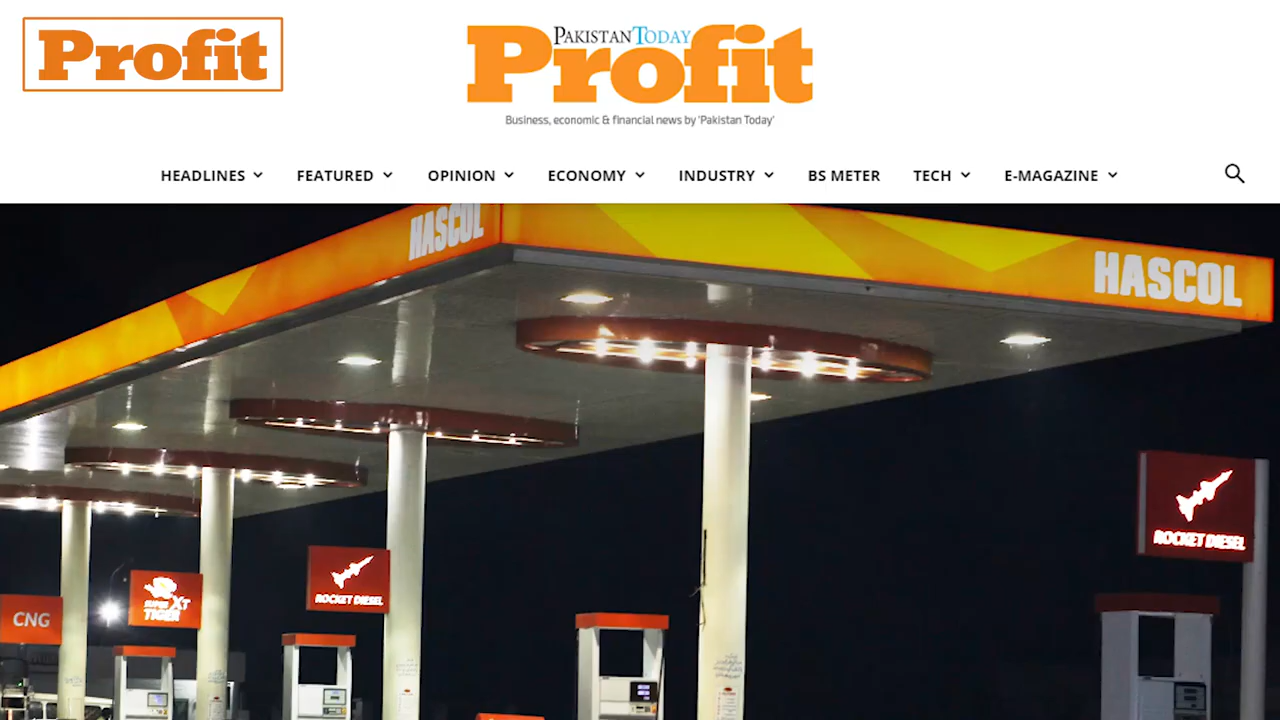 Profit
PAKISTAN TODAY
Profit
Business, economic & financial news by 'Pakistan Today'
HEADLINES FEATURED OPINION ECONOMY INDUSTRY BS METER TECH E-MAGAZINE
HASCOL
HASCOL
ROCKET DIESEL
ROCKET DIESEL
XT
TIGER
CNG